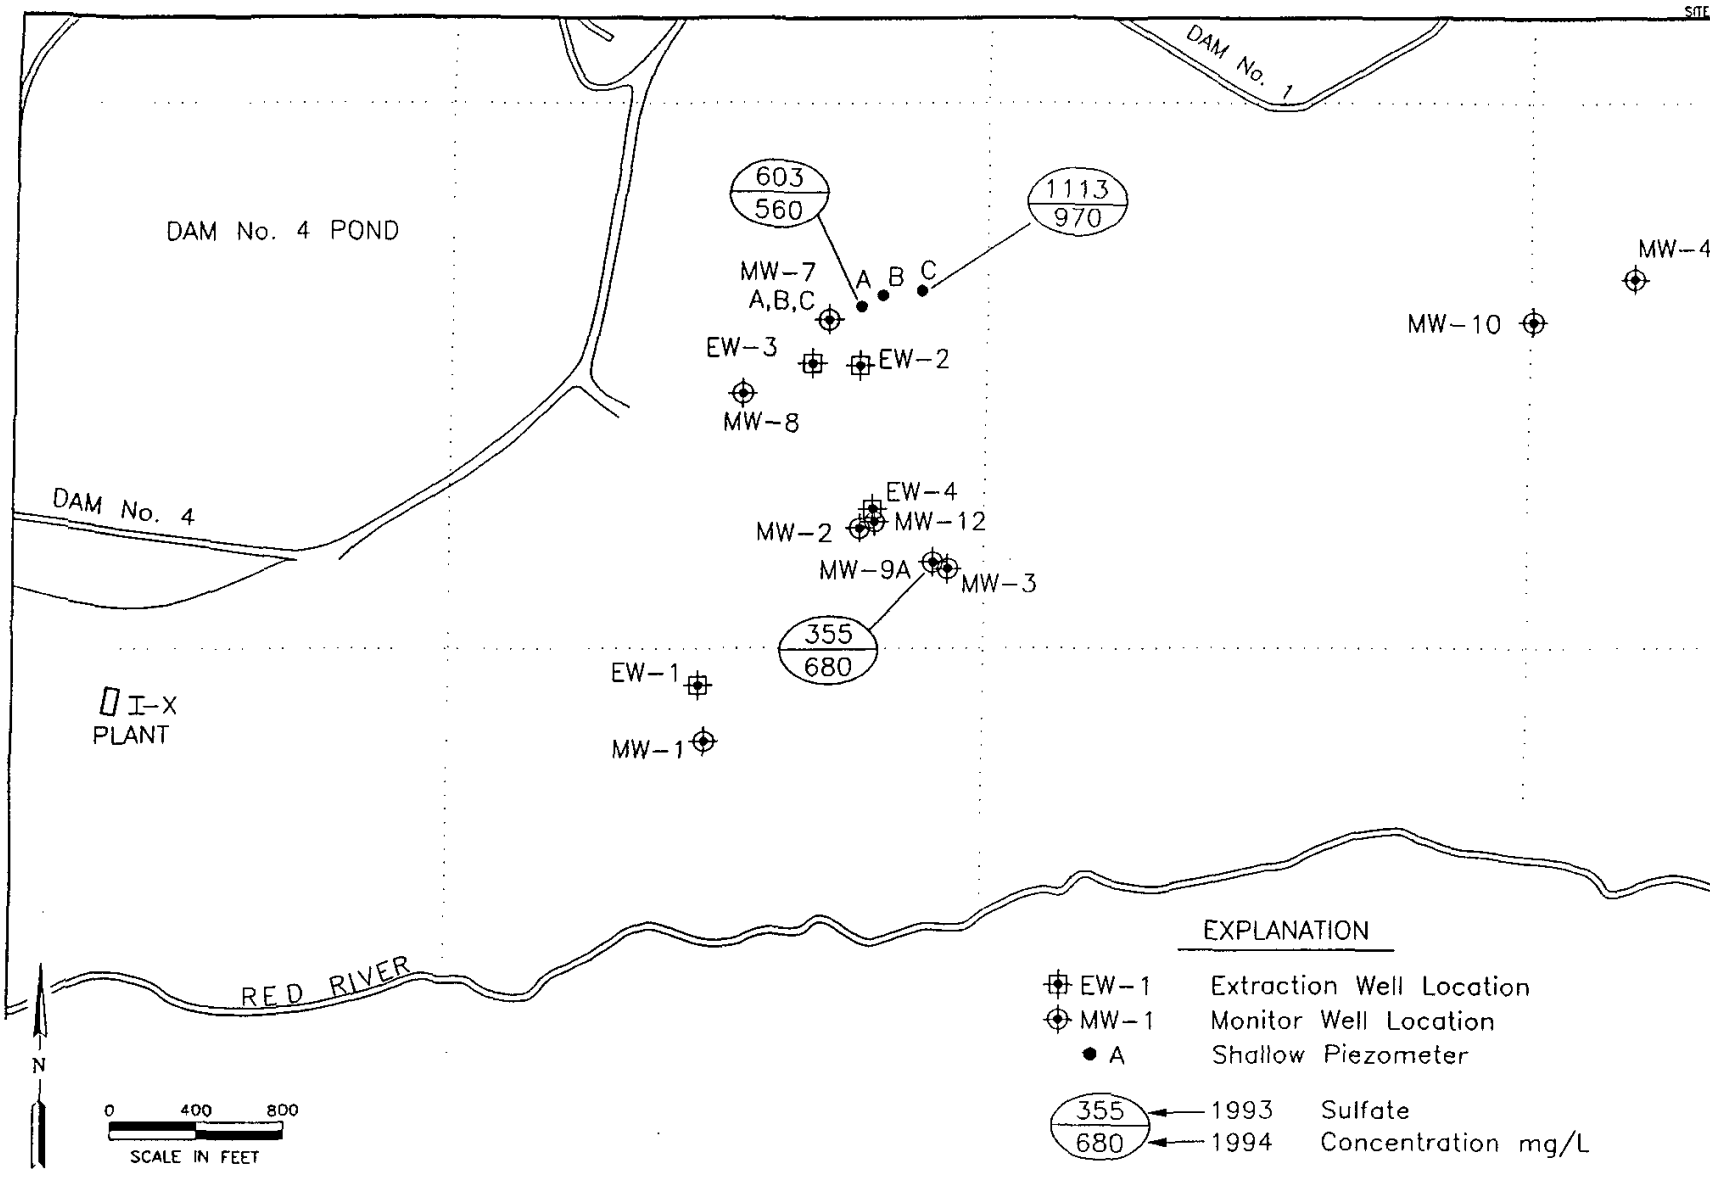 SITE
DAM No. 1
603
560
1113
970
DAM No. 4 POND
MW-4
MW-7
A,B,C
A
B
C
MW-10
EW-3
EW-2
MW-8
DAM No. 4
EW-4
MW-2
MW-12
MW-9A
MW-3
355
680
EW-1
I-X
PLANT
MW-1
RED RIVER
N
0 400 800
SCALE IN FEET
EXPLANATION
EW-1 Extraction Well Location
MW-1 Monitor Well Location
A Shallow Piezometer
355 1993 Sulfate
680 1994 Concentration mg/L